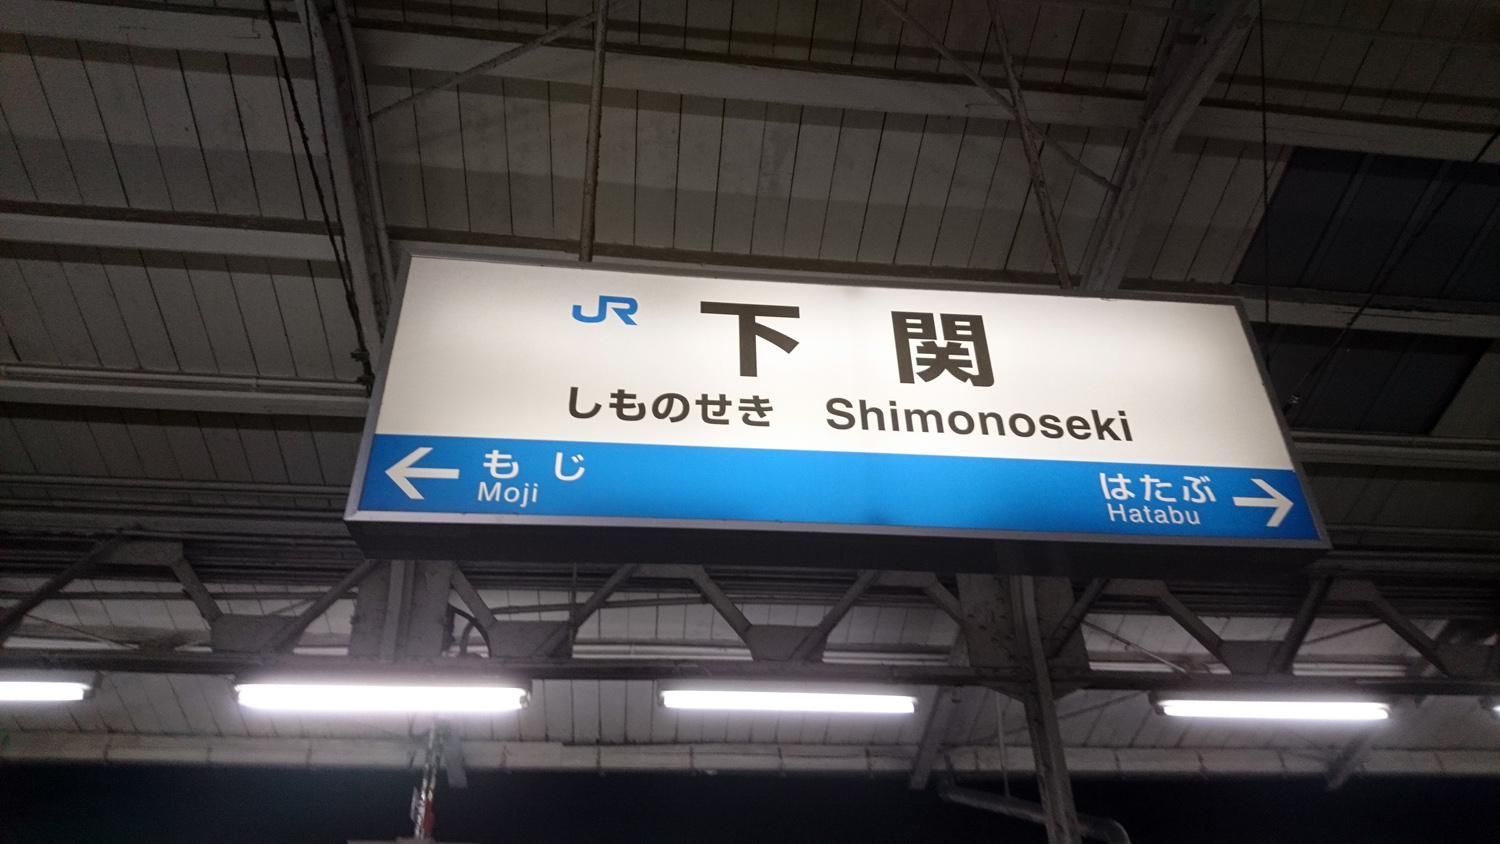 JR 下関
しものせき Shimonoseki
← もじ はたぶ →
Moji Hatabu